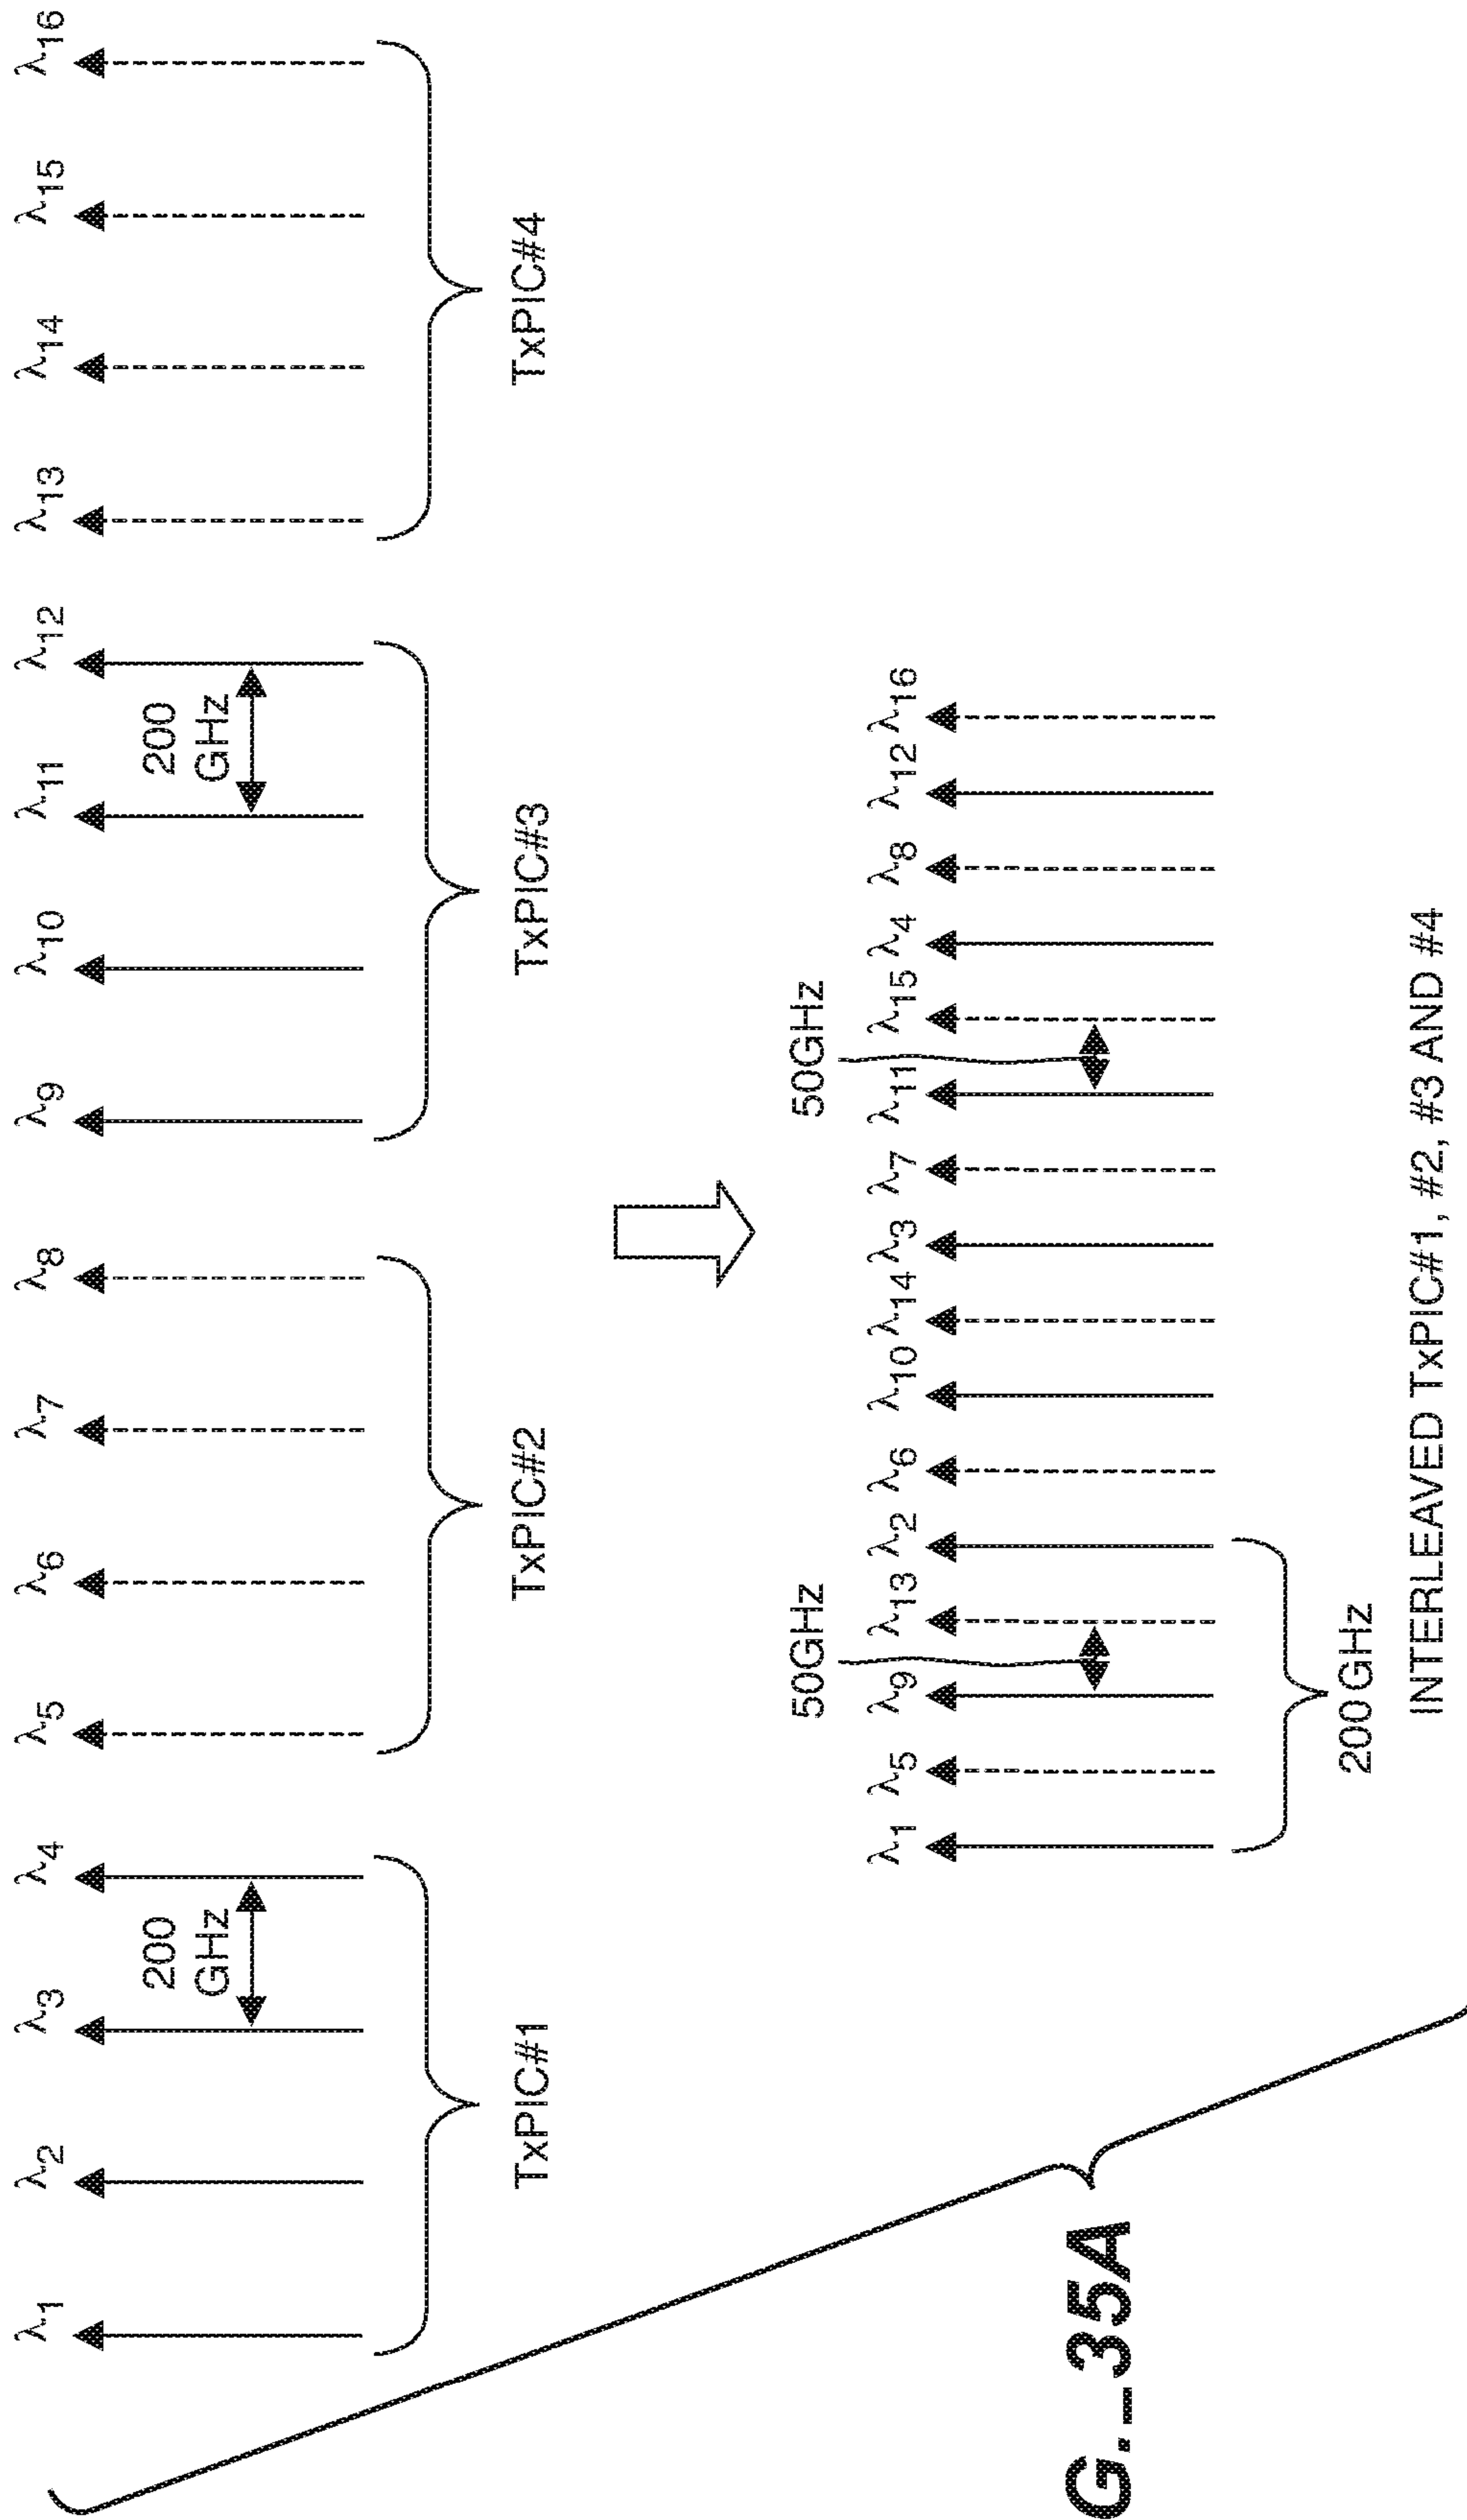 λ1 λ2 λ3 λ4 λ5 λ6 λ7 λ8 λ9 λ10 λ11 λ12 λ13 λ14 λ15 λ16
200 GHz
200 GHz
TxPIC#1 TxPIC#2 TxPIC#3 TxPIC#4
50GHz 50GHz
λ1 λ5 λ9 λ13 λ2 λ6 λ10 λ14 λ3 λ7 λ11 λ15 λ4 λ8 λ12 λ16
200 GHz
INTERLEAVED TxPIC#1, #2, #3 AND #4
G._35A